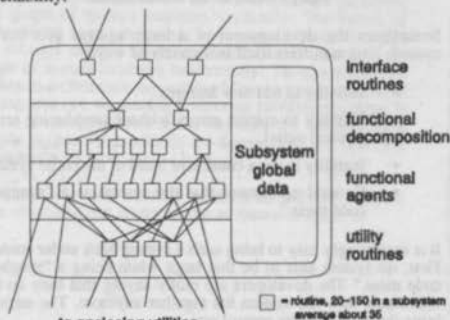 Interface
routines
functional
decomposition
Subsystem
global
data
functional
agents
utility
routines
= routine, 20-150 in a subsystem
average about 35